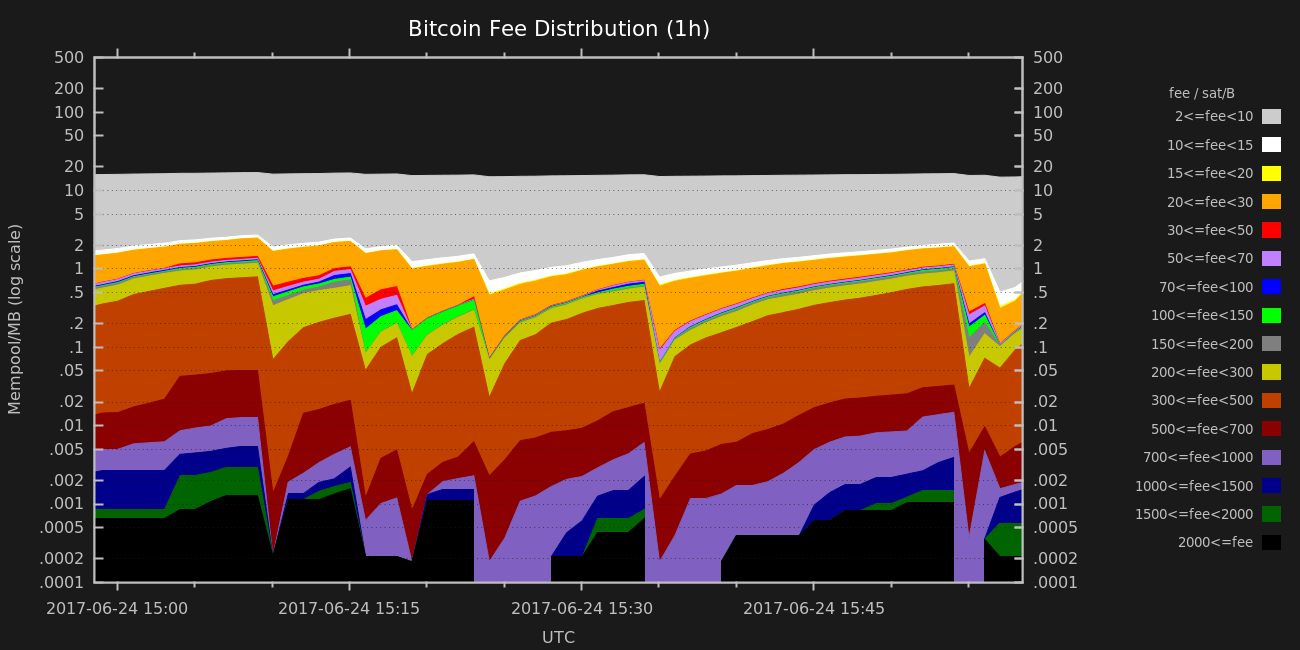 Bitcoin Fee Distribution (1h)
500 500
200 200
100 100
50 50
20 20
10 10
5 5
2 2
1 1
.5 .5
.2 .2
.1 .1
.05 .05
.02 .02
.01 .01
.005 .005
.002 .002
.001 .001
.0005 .0005
.0002 .0002
.0001 .0001
Mempool/MB (log scale)
2017-06-24 15:00 2017-06-24 15:15 2017-06-24 15:30 2017-06-24 15:45
UTC
fee / sat/B
2<=fee<10
10<=fee<15
15<=fee<20
20<=fee<30
30<=fee<50
50<=fee<70
70<=fee<100
100<=fee<150
150<=fee<200
200<=fee<300
300<=fee<500
500<=fee<700
700<=fee<1000
1000<=fee<1500
1500<=fee<2000
2000<=fee